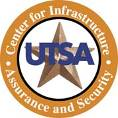 Center for Infrastructure
UTSA
Assurance and Security